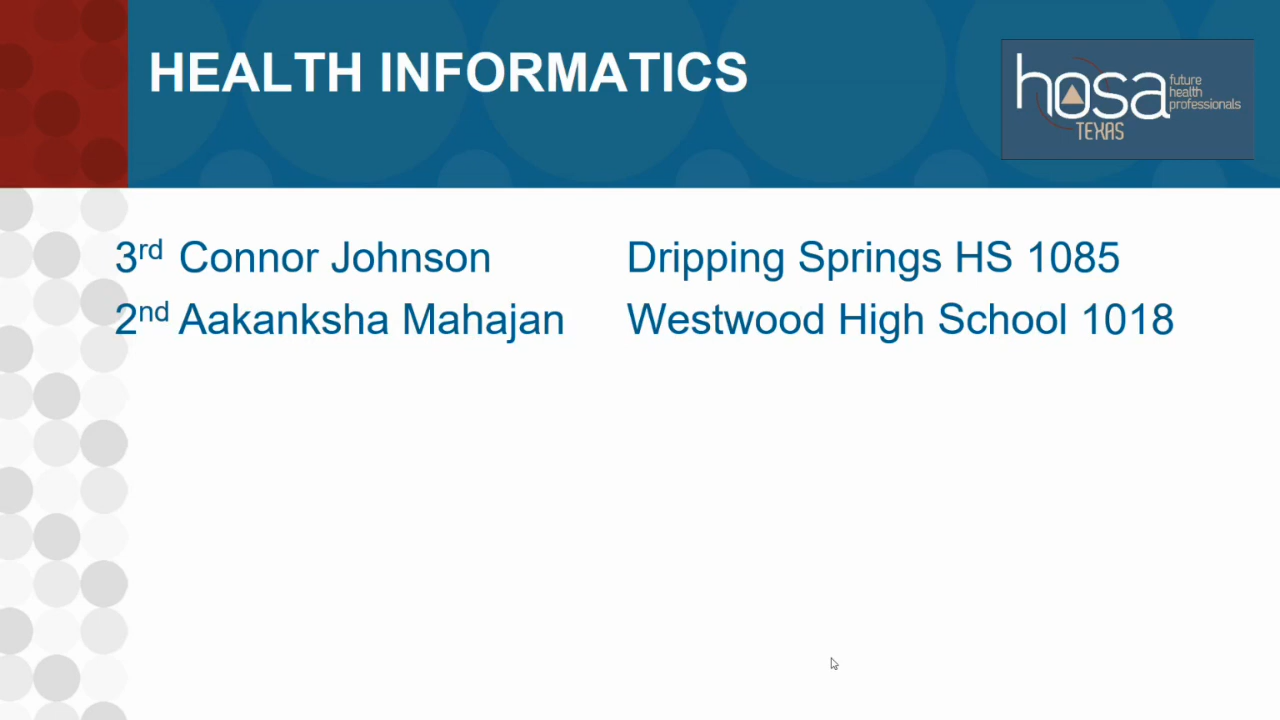 HEALTH INFORMATICS
hosa
future
health
professionals
TEXAS
3rd Connor Johnson Dripping Springs HS 1085
2nd Aakanksha Mahajan Westwood High School 1018